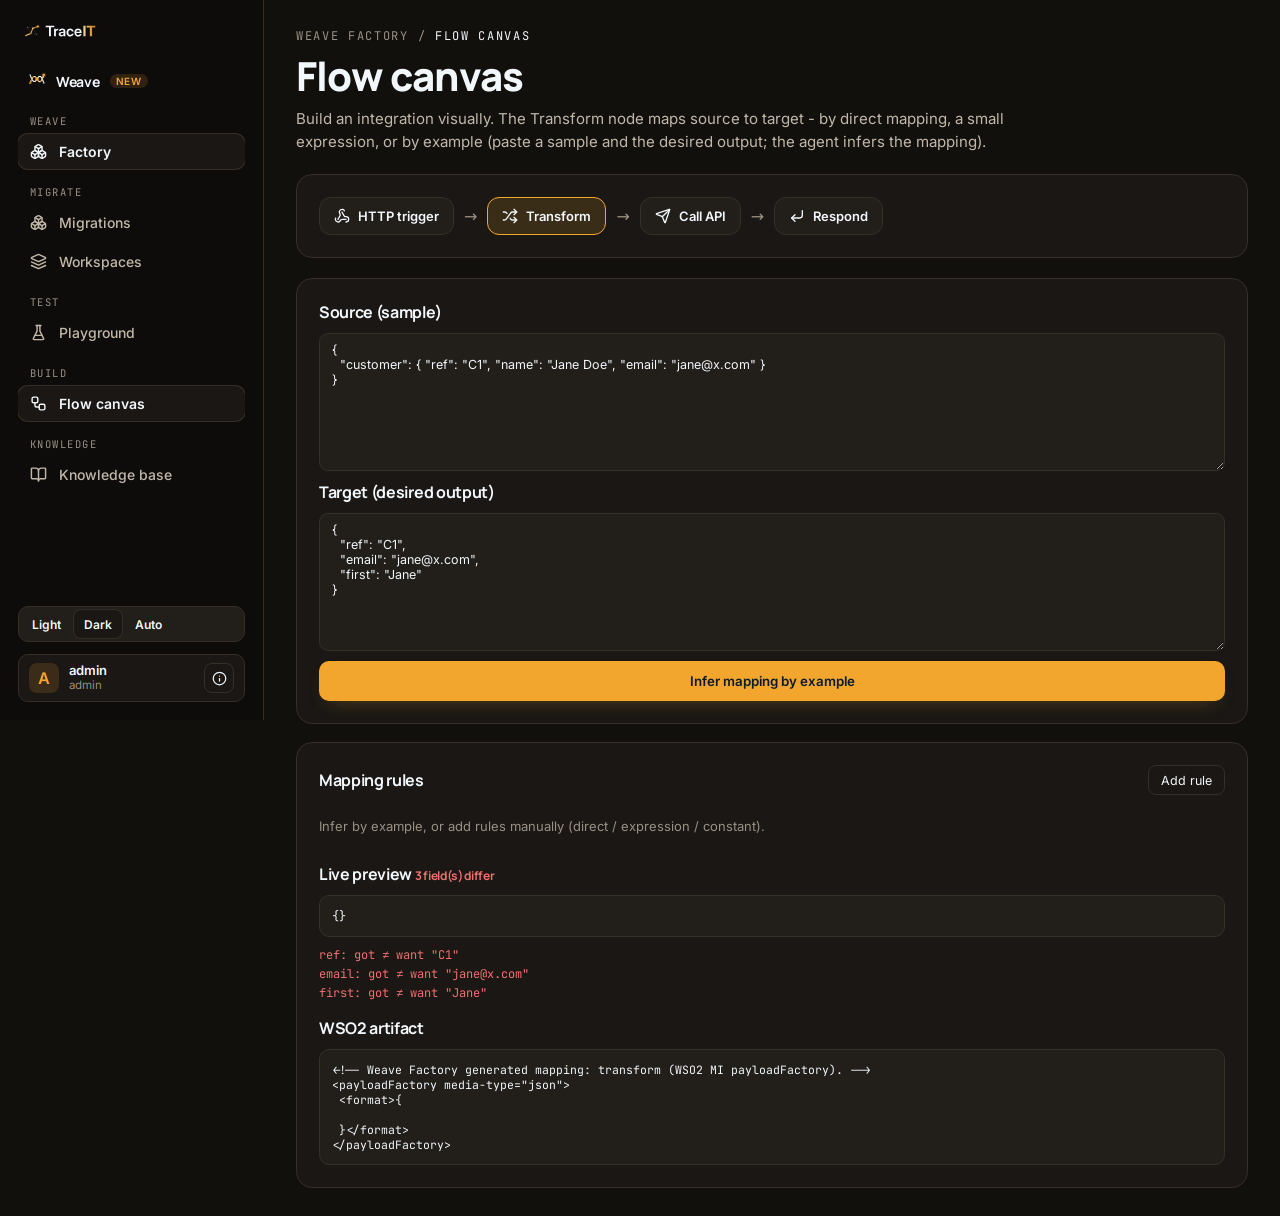 TraceIT
Weave NEW
WEAVE
Factory
MIGRATE
Migrations
Workspaces
TEST
Playground
BUILD
Flow canvas
KNOWLEDGE
Knowledge base
Light Dark Auto
A admin
admin
WEAVE FACTORY / FLOW CANVAS
Flow canvas
Build an integration visually. The Transform node maps source to target - by direct mapping, a small
expression, or by example (paste a sample and the desired output; the agent infers the mapping).
HTTP trigger → Transform → Call API → Respond
Source (sample)
{
  "customer": { "ref": "C1", "name": "Jane Doe", "email": "jane@x.com" }
}
Target (desired output)
{
  "ref": "C1",
  "email": "jane@x.com",
  "first": "Jane"
}
Infer mapping by example
Mapping rules
Add rule
Infer by example, or add rules manually (direct / expression / constant).
Live preview 3 field(s) differ
{}
ref: got ≠ want "C1"
email: got ≠ want "jane@x.com"
first: got ≠ want "Jane"
WSO2 artifact
<!-- Weave Factory generated mapping: transform (WSO2 MI payloadFactory). -->
<payloadFactory media-type="json">
 <format>{
 }</format>
</payloadFactory>